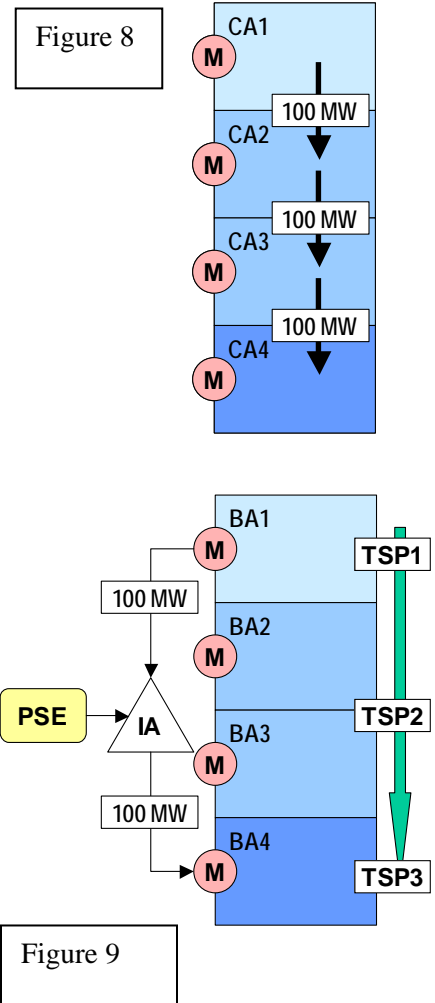 Figure 8
CA1
M
100 MW
CA2
M
100 MW
CA3
M
100 MW
CA4
M
BA1
M
TSP1
100 MW
BA2
M
PSE
IA
TSP2
BA3
M
100 MW
BA4
M
TSP3
Figure 9